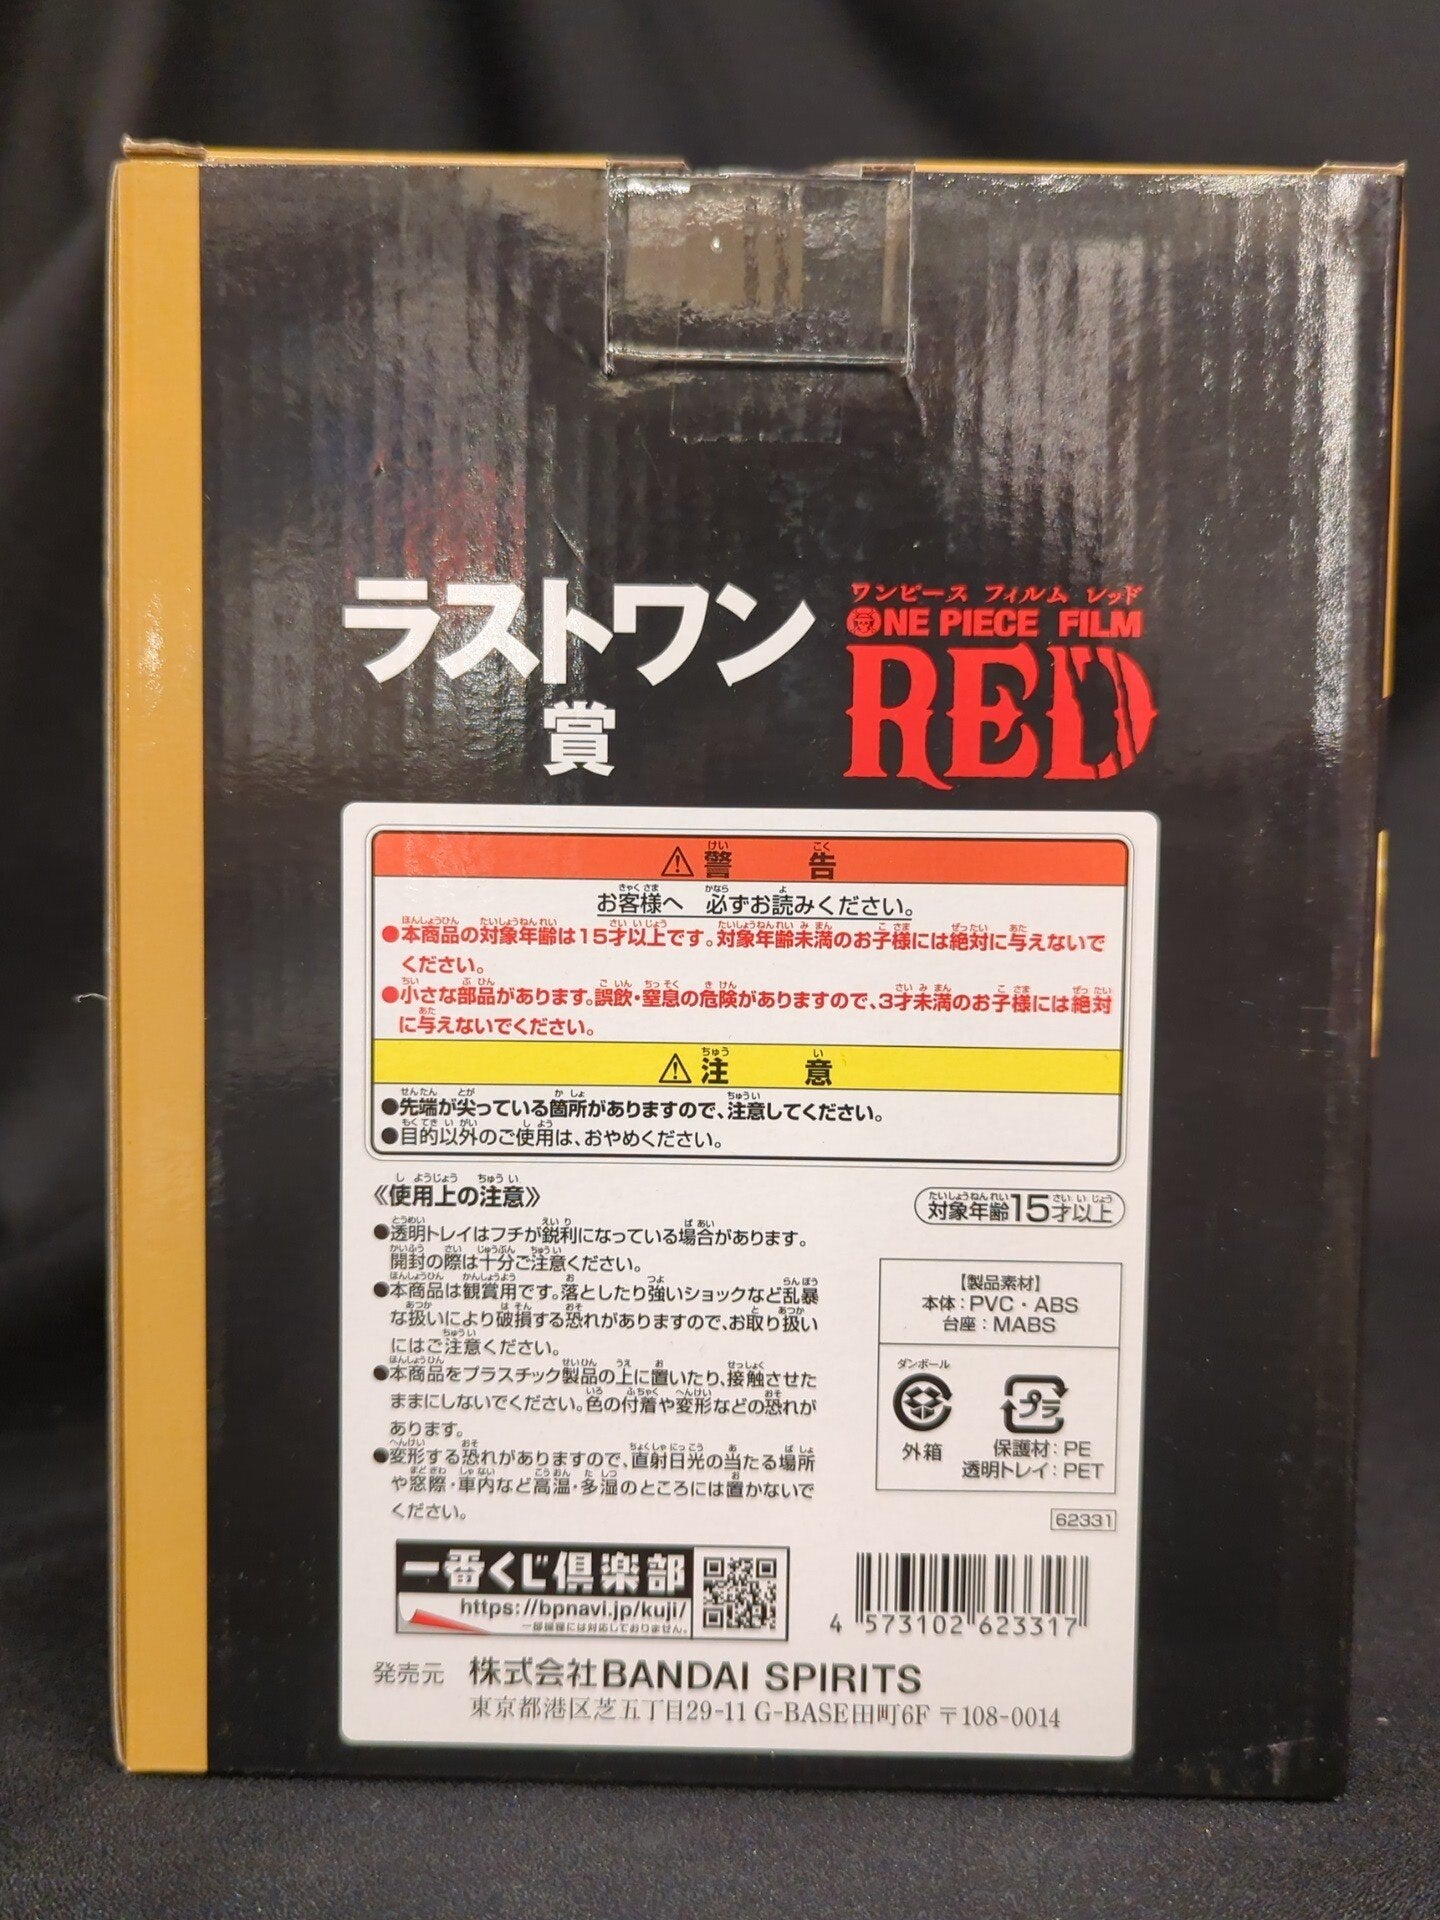 ラストワン
賞
ワンピース フィルム レッド
ONE PIECE FILM
RED
⚠警告
お客様へ 必ずお読みください。
●本商品の対象年齢は15才以上です。対象年齢未満のお子様には絶対に与えないで
ください。
●小さな部品があります。誤飲・窒息の危険がありますので、3才未満のお子様には絶対
に与えないでください。
⚠注意
●先端が尖っている箇所がありますので、注意してください。
●目的以外のご使用は、おやめください。
《使用上の注意》
●透明トレイはフチが鋭利になっている場合があります。
開封の際は十分ご注意ください。
●本商品は観賞用です。落としたり強いショックなど乱暴
な扱いにより破損する恐れがありますので、お取り扱い
にはご注意ください。
●本商品をプラスチック製品の上に置いたり、接触させた
ままにしないでください。色の付着や変形などの恐れが
あります。
●変形する恐れがありますので、直射日光の当たる場所
や窓際・車内など高温・多湿のところには置かないで
ください。
対象年齢15才以上
【製品素材】
本体：PVC・ABS
台座：MABS
ダンボール
外箱
プラ
保護材：PE
透明トレイ：PET
62331
一番くじ倶楽部
https://bpnavi.jp/kuji/
一部機種には対応しておりません。
4 573102 623317
発売元 株式会社BANDAI SPIRITS
東京都港区芝五丁目29-11 G-BASE田町6F 〒108-0014